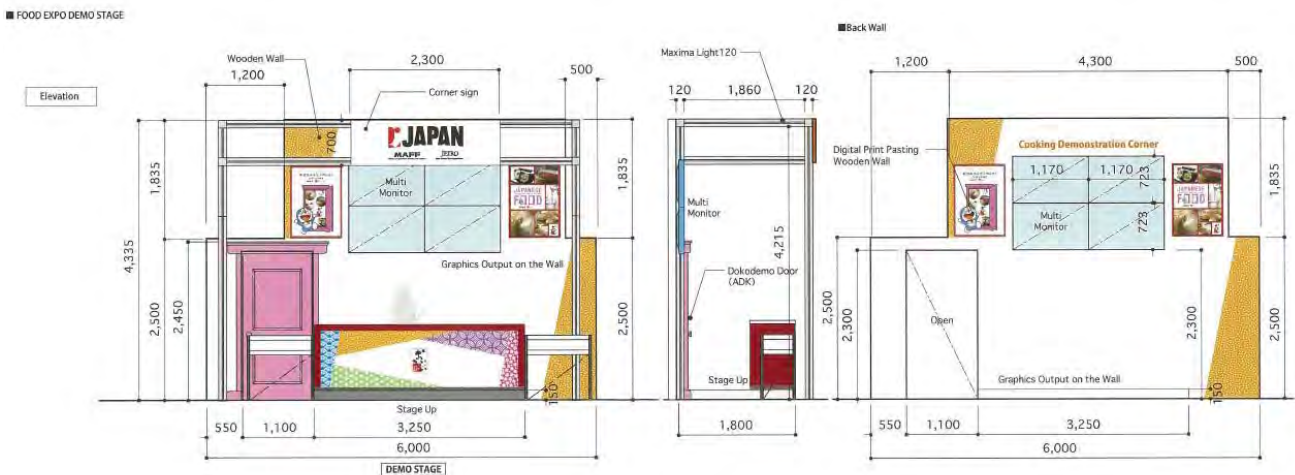 ■ FOOD EXPO DEMO STAGE
Elevation
Wooden Wall
1,200
2,300
500
Corner sign
JAPAN
MAFF JETRO
700
Multi
Monitor
1,835
1,835
4,335
2,500
2,450
2,500
Graphics Output on the Wall
JAPANESE
FOOD
150
Stage Up
550
1,100
3,250
6,000
DEMO STAGE
Maxima Light120
120
1,860
120
Multi
Monitor
4,215
Dokodemo Door
(ADK)
Stage Up
1,800
■Back Wall
1,200
4,300
500
Digital Print Pasting
Wooden Wall
Cooking Demonstration Corner
1,170
1,170
723
723
Multi
Monitor
JAPANESE
FOOD
1,835
2,500
2,300
Open
2,300
2,500
Graphics Output on the Wall
150
550
1,100
3,250
6,000